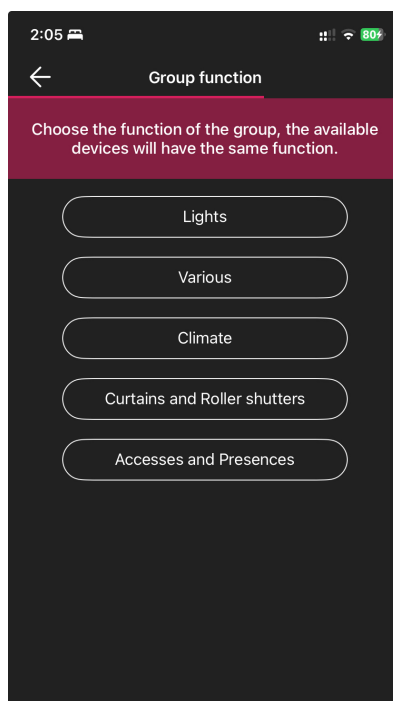 2:05
80
Group function
Choose the function of the group, the available
devices will have the same function.
Lights
Various
Climate
Curtains and Roller shutters
Accesses and Presences